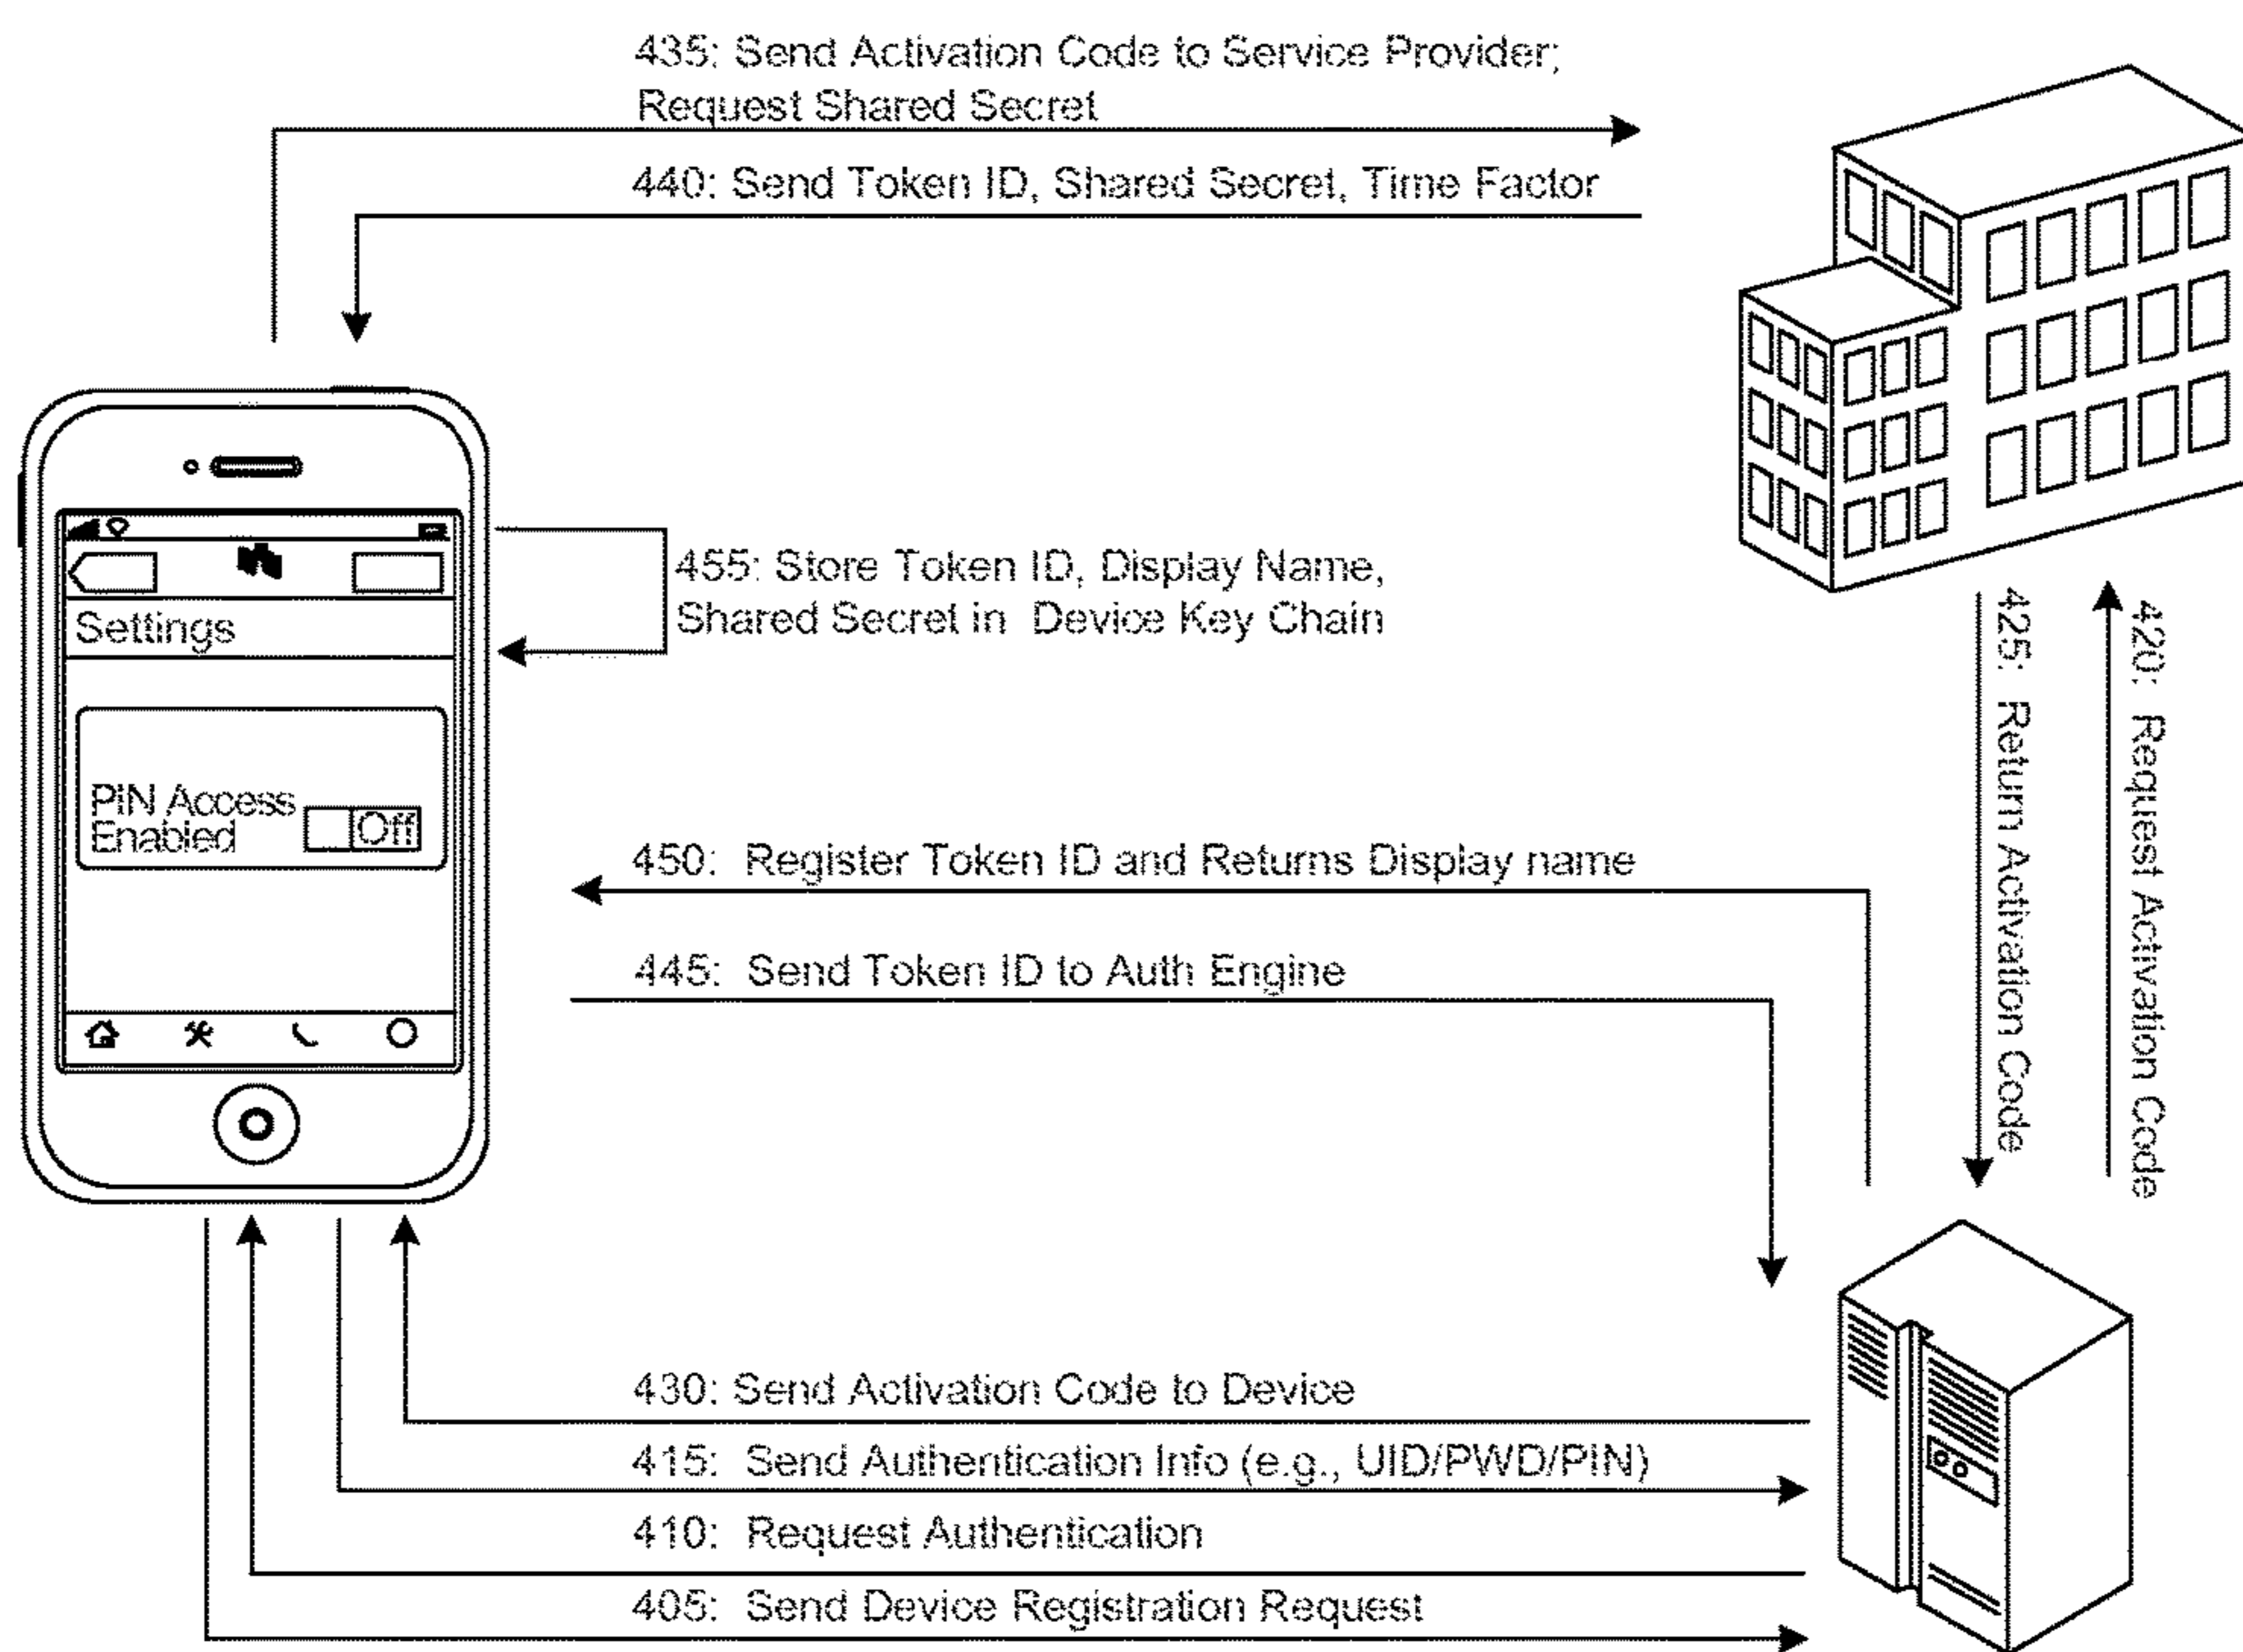 435: Send Activation Code to Service Provider;
Request Shared Secret
440: Send Token ID, Shared Secret, Time Factor
455: Store Token ID, Display Name,
Shared Secret in Device Key Chain
Settings
PIN Access
Enabled
Off
425: Return Activation Code
420: Request Activation Code
450: Register Token ID and Returns Display name
445: Send Token ID to Auth Engine
430: Send Activation Code to Device
415: Send Authentication Info (e.g., UID/PWD/PIN)
410: Request Authentication
405: Send Device Registration Request